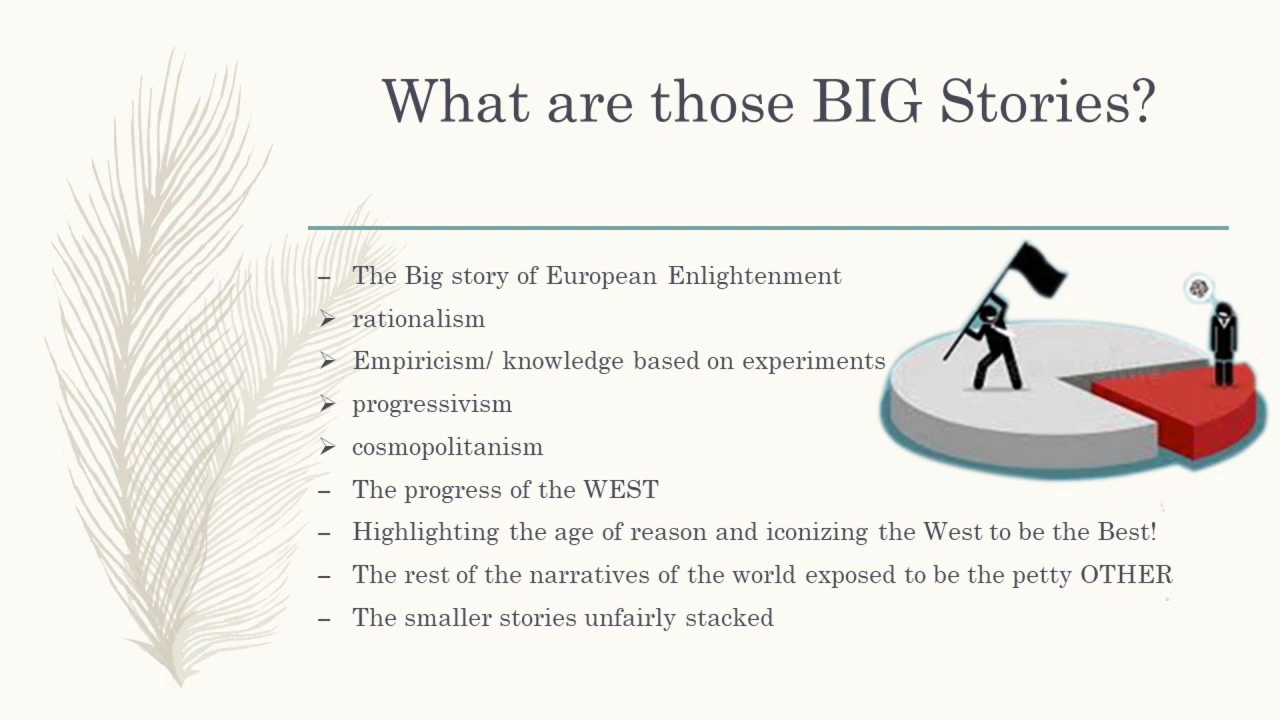 What are those BIG Stories?
– The Big story of European Enlightenment
➢ rationalism
➢ Empiricism/ knowledge based on experiments
➢ progressivism
➢ cosmopolitanism
– The progress of the WEST
– Highlighting the age of reason and iconizing the West to be the Best!
– The rest of the narratives of the world exposed to be the petty OTHER
– The smaller stories unfairly stacked